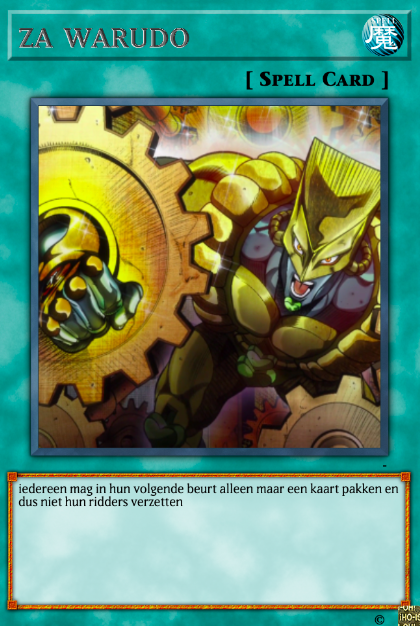 ZA WARUDO
魔
[ SPELL CARD ]
-
iedereen mag in hun volgende beurt alleen maar een kaart pakken en
dus niet hun ridders verzetten
©